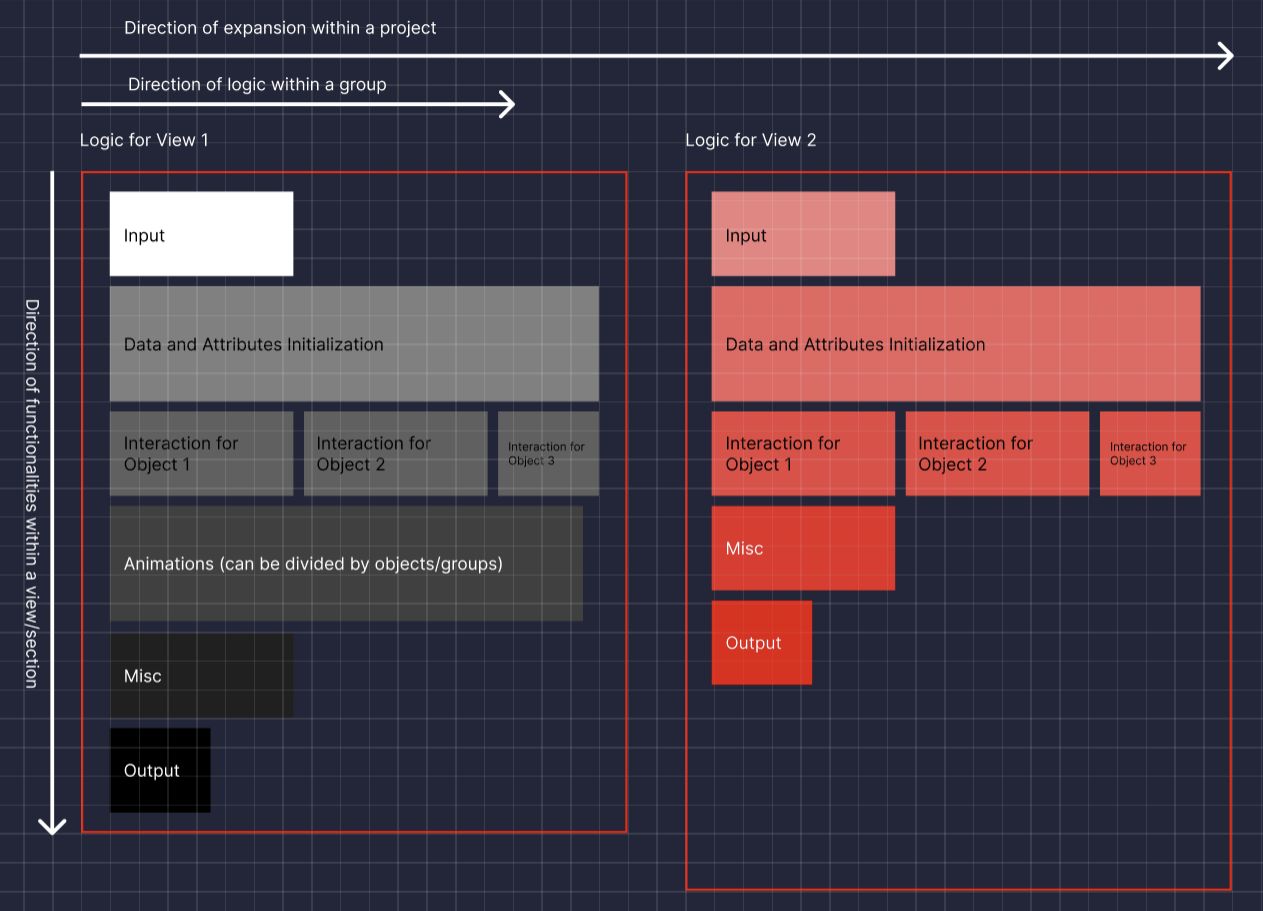 Direction of expansion within a project
Direction of logic within a group
Logic for View 1
Logic for View 2
Direction of functionalities within a view/section
Input
Data and Attributes Initialization
Interaction for
Object 1
Interaction for
Object 2
Interaction for
Object 3
Animations (can be divided by objects/groups)
Misc
Output
Input
Data and Attributes Initialization
Interaction for
Object 1
Interaction for
Object 2
Interaction for
Object 3
Misc
Output